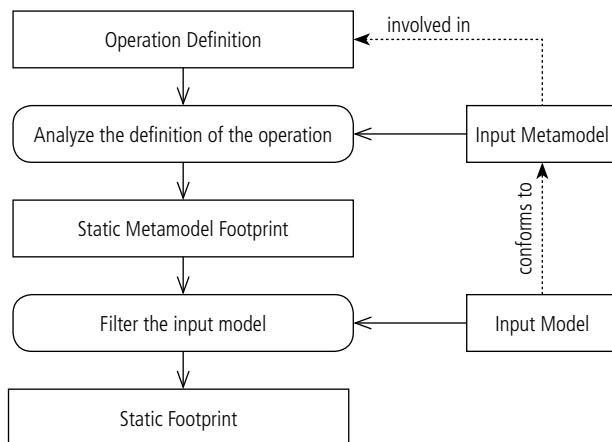 involved in
Operation Definition
Analyze the definition of the operation
Input Metamodel
Static Metamodel Footprint
conforms to
Filter the input model
Input Model
Static Footprint